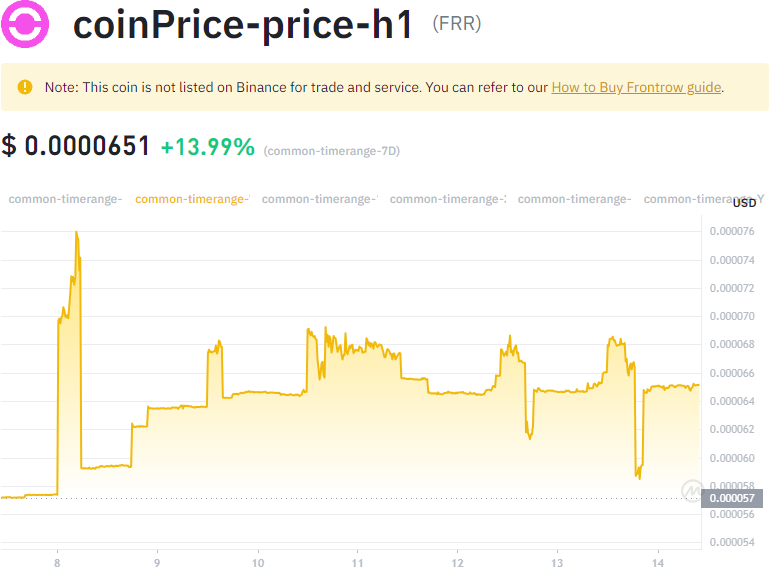 coinPrice-price-h1 (FRR)
Note: This coin is not listed on Binance for trade and service. You can refer to our How to Buy Frontrow guide.
$ 0.0000651 +13.99% (common-timerange-7D)
common-timerange- common-timerange- common-timerange- common-timerange- common-timerange- common-timerange-Y
USD
0.000076
0.000074
0.000072
0.000070
0.000068
0.000066
0.000064
0.000062
0.000060
0.000058
0.000057
0.000056
0.000054
8 9 10 11 12 13 14